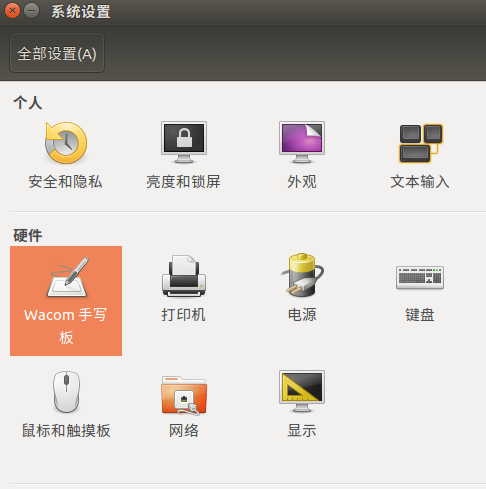 系统设置
全部设置(A)
个人
安全和隐私
亮度和锁屏
外观
文本输入
硬件
Wacom 手写
板
打印机
电源
键盘
鼠标和触摸板
网络
显示